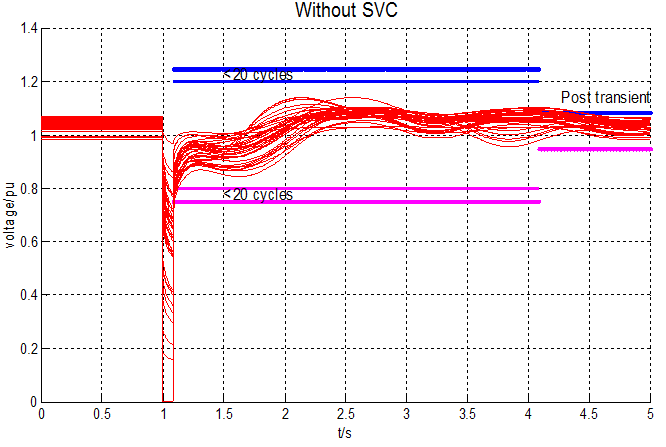 Without SVC
1.4
1.2
1
0.8
0.6
0.4
0.2
0
voltage/pu
<20 cycles
Post transient
<20 cycles
0 0.5 1 1.5 2 2.5 3 3.5 4 4.5 5
t/s